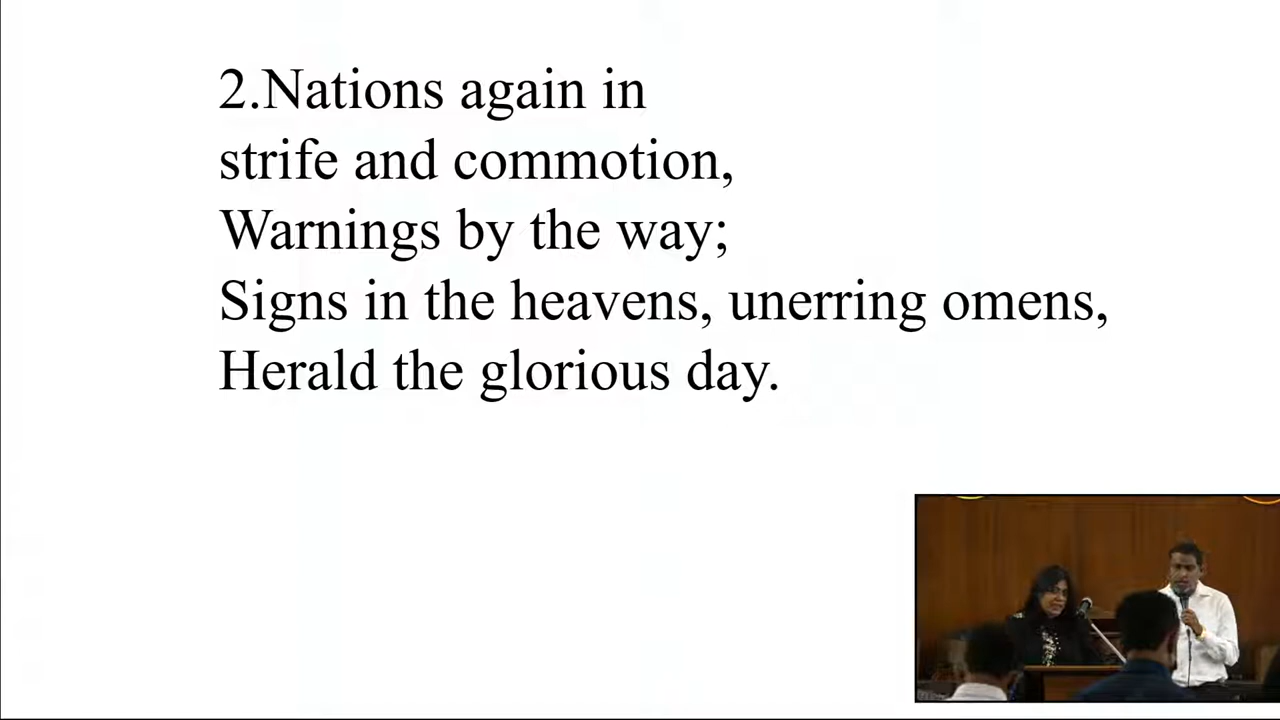 2.Nations again in
strife and commotion,
Warnings by the way;
Signs in the heavens, unerring omens,
Herald the glorious day.